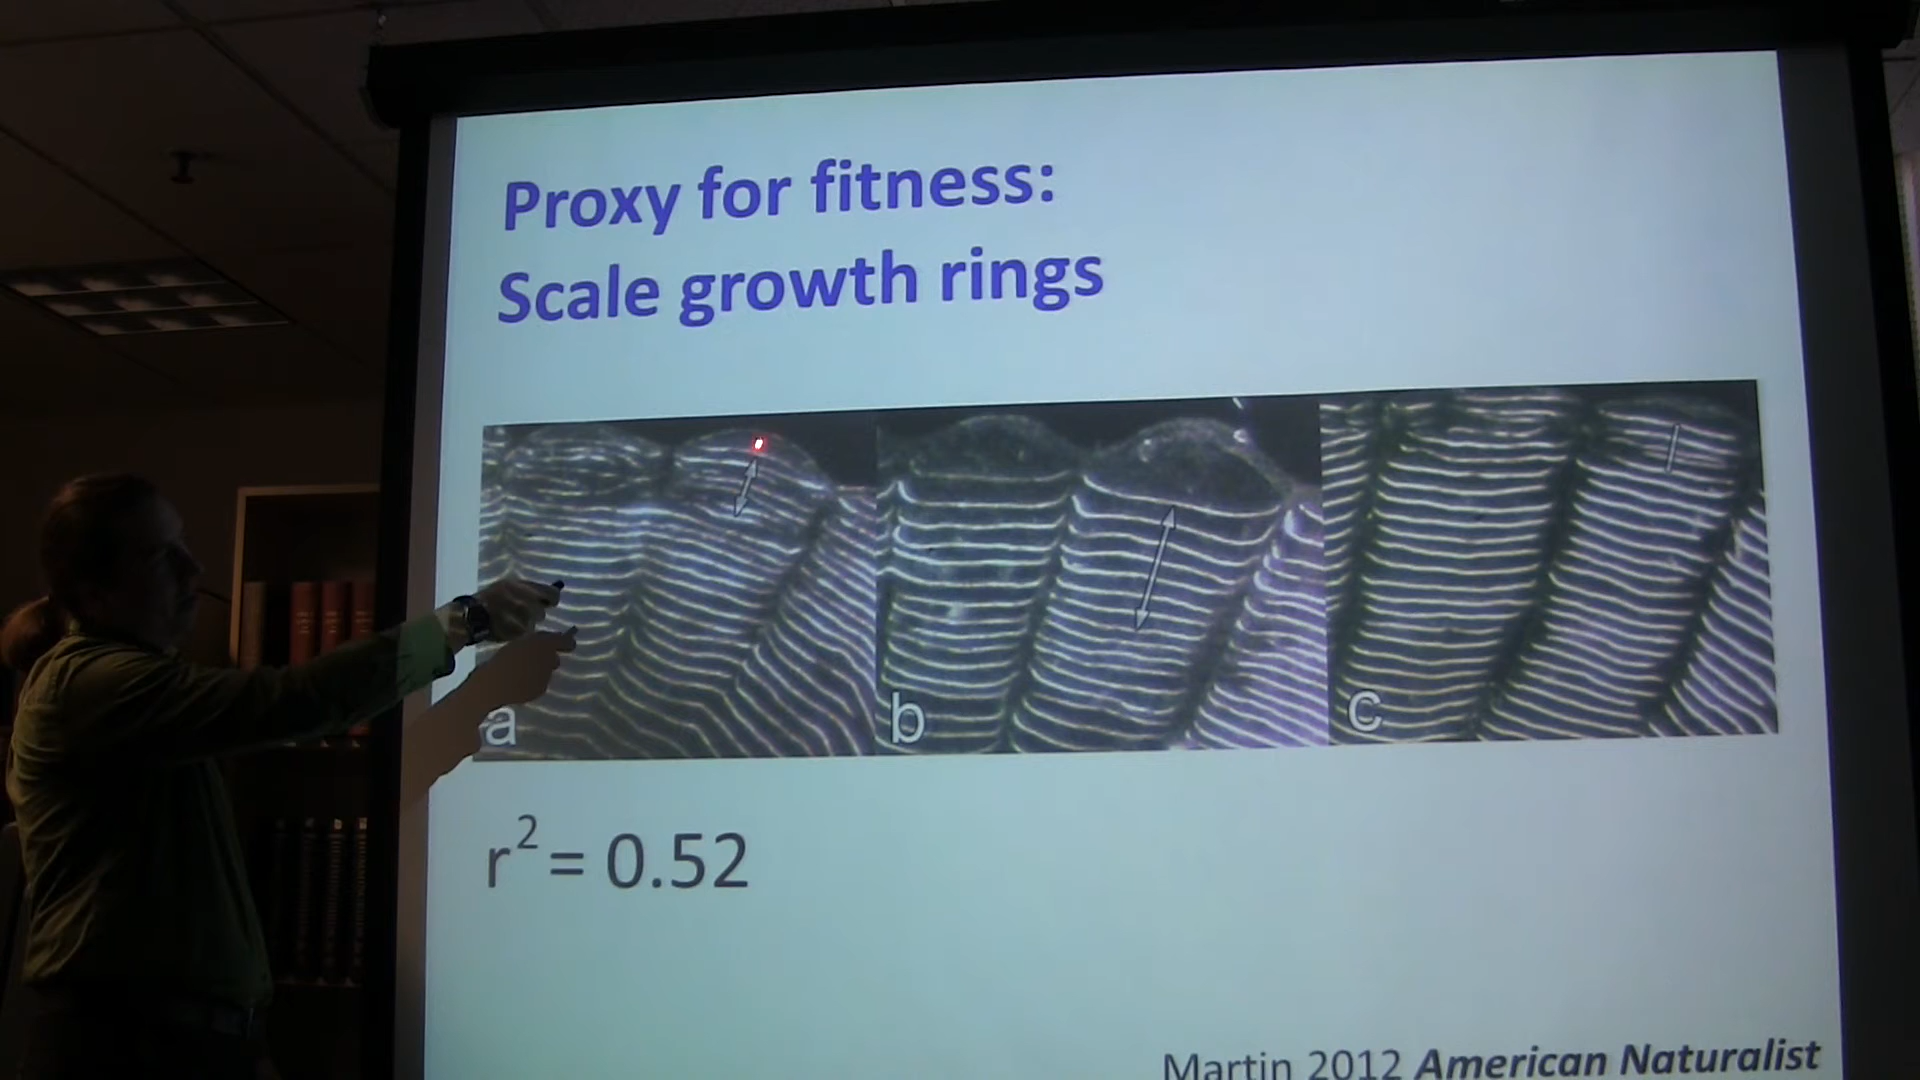 Proxy for fitness:
Scale growth rings
a
b
c
r² = 0.52
Martin 2012 American Naturalist